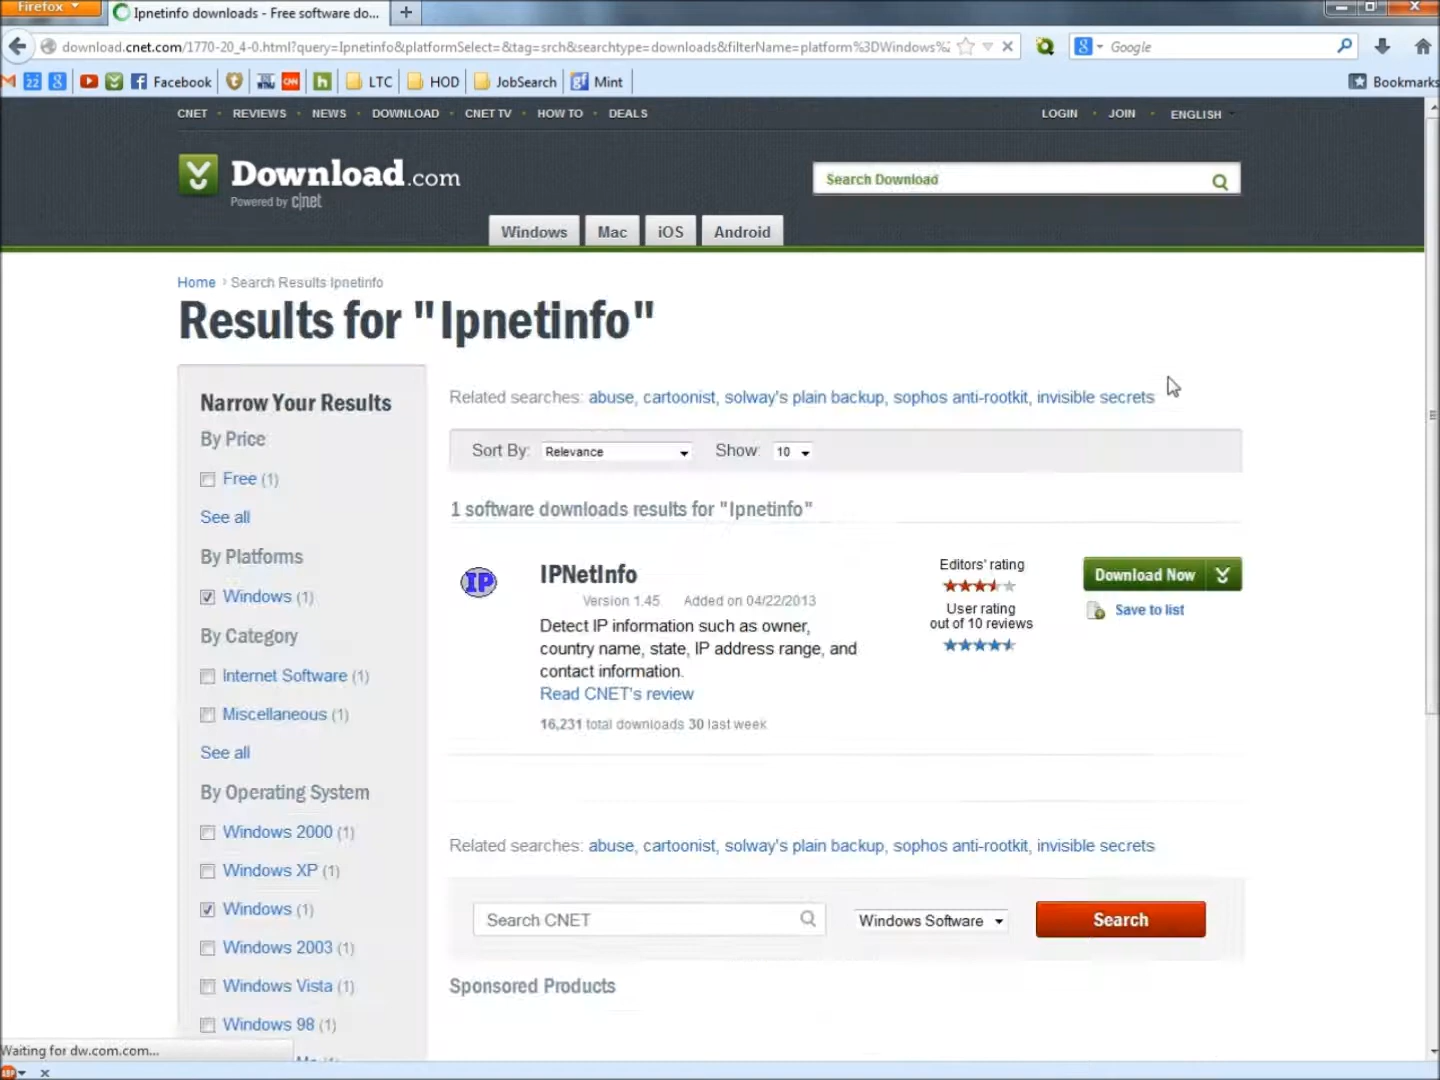 Firefox
Ipnetinfo downloads - Free software do...
download.cnet.com/1770-20_4-0.html?query=Ipnetinfo&platformSelect=&tag=srch&searchtype=downloads&filterName=platform%3DWindows%2
Google
22
8
Facebook
CNN
h
LTC
HOD
JobSearch
Mint
Bookmarks
CNET
REVIEWS
NEWS
DOWNLOAD
CNET TV
HOW TO
DEALS
LOGIN
JOIN
ENGLISH
Download.com
Powered by c|net
Search Download
Windows
Mac
iOS
Android
Home › Search Results Ipnetinfo
Results for "Ipnetinfo"
Narrow Your Results
By Price
Free (1)
See all
By Platforms
Windows (1)
By Category
Internet Software (1)
Miscellaneous (1)
See all
By Operating System
Windows 2000 (1)
Windows XP (1)
Windows (1)
Windows 2003 (1)
Windows Vista (1)
Windows 98 (1)
Related searches: abuse, cartoonist, solway's plain backup, sophos anti-rootkit, invisible secrets
Sort By: Relevance
Show: 10
1 software downloads results for "Ipnetinfo"
IP
IPNetInfo
Version 1.45 Added on 04/22/2013
Detect IP information such as owner,
country name, state, IP address range, and
contact information.
Read CNET's review
16,231 total downloads 30 last week
Editors' rating
User rating
out of 10 reviews
Download Now
Save to list
Related searches: abuse, cartoonist, solway's plain backup, sophos anti-rootkit, invisible secrets
Search CNET
Windows Software
Search
Sponsored Products
Waiting for dw.com.com...
ABP